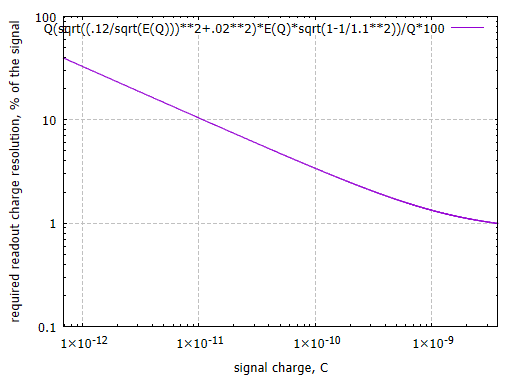 100
Q(sqrt((.12/sqrt(E(Q)))**2+.02**2)*E(Q)*sqrt(1-1/1.1**2))/Q*100
required readout charge resolution, % of the signal
10
1
0.1
1×10-12
1×10-11
1×10-10
1×10-9
signal charge, C